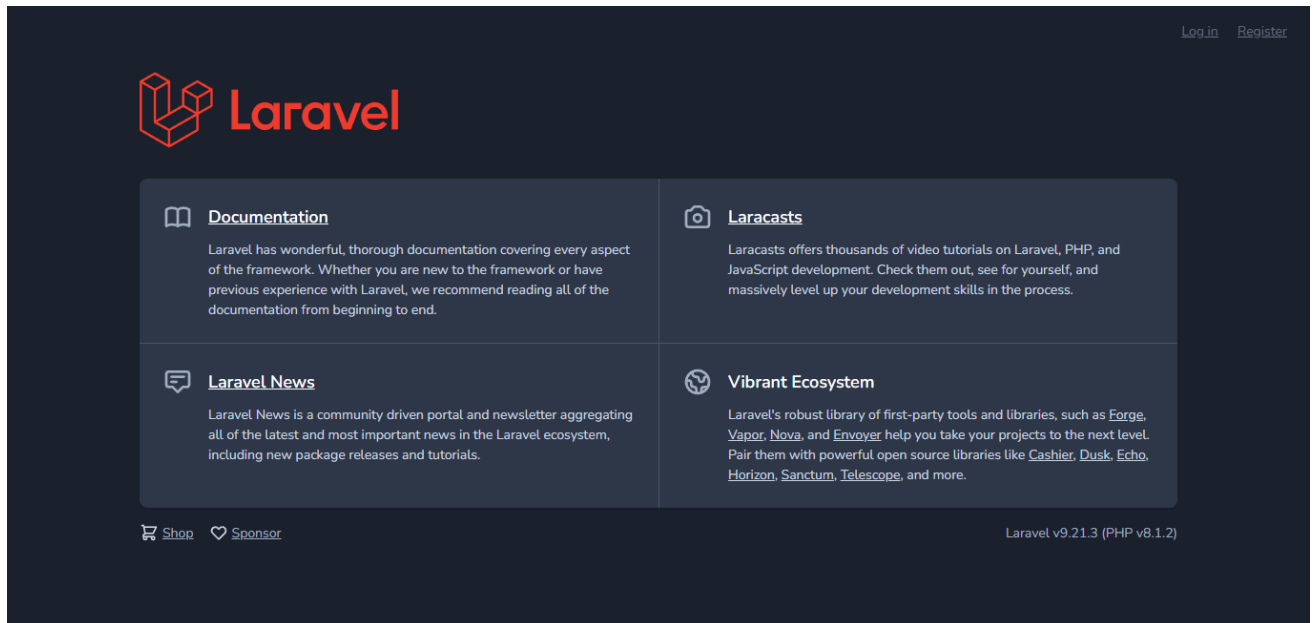 Log in Register
Laravel
Documentation
Laravel has wonderful, thorough documentation covering every aspect
of the framework. Whether you are new to the framework or have
previous experience with Laravel, we recommend reading all of the
documentation from beginning to end.
Laracasts
Laracasts offers thousands of video tutorials on Laravel, PHP, and
JavaScript development. Check them out, see for yourself, and
massively level up your development skills in the process.
Laravel News
Laravel News is a community driven portal and newsletter aggregating
all of the latest and most important news in the Laravel ecosystem,
including new package releases and tutorials.
Vibrant Ecosystem
Laravel's robust library of first-party tools and libraries, such as Forge,
Vapor, Nova, and Envoyer help you take your projects to the next level.
Pair them with powerful open source libraries like Cashier, Dusk, Echo,
Horizon, Sanctum, Telescope, and more.
Shop Sponsor
Laravel v9.21.3 (PHP v8.1.2)